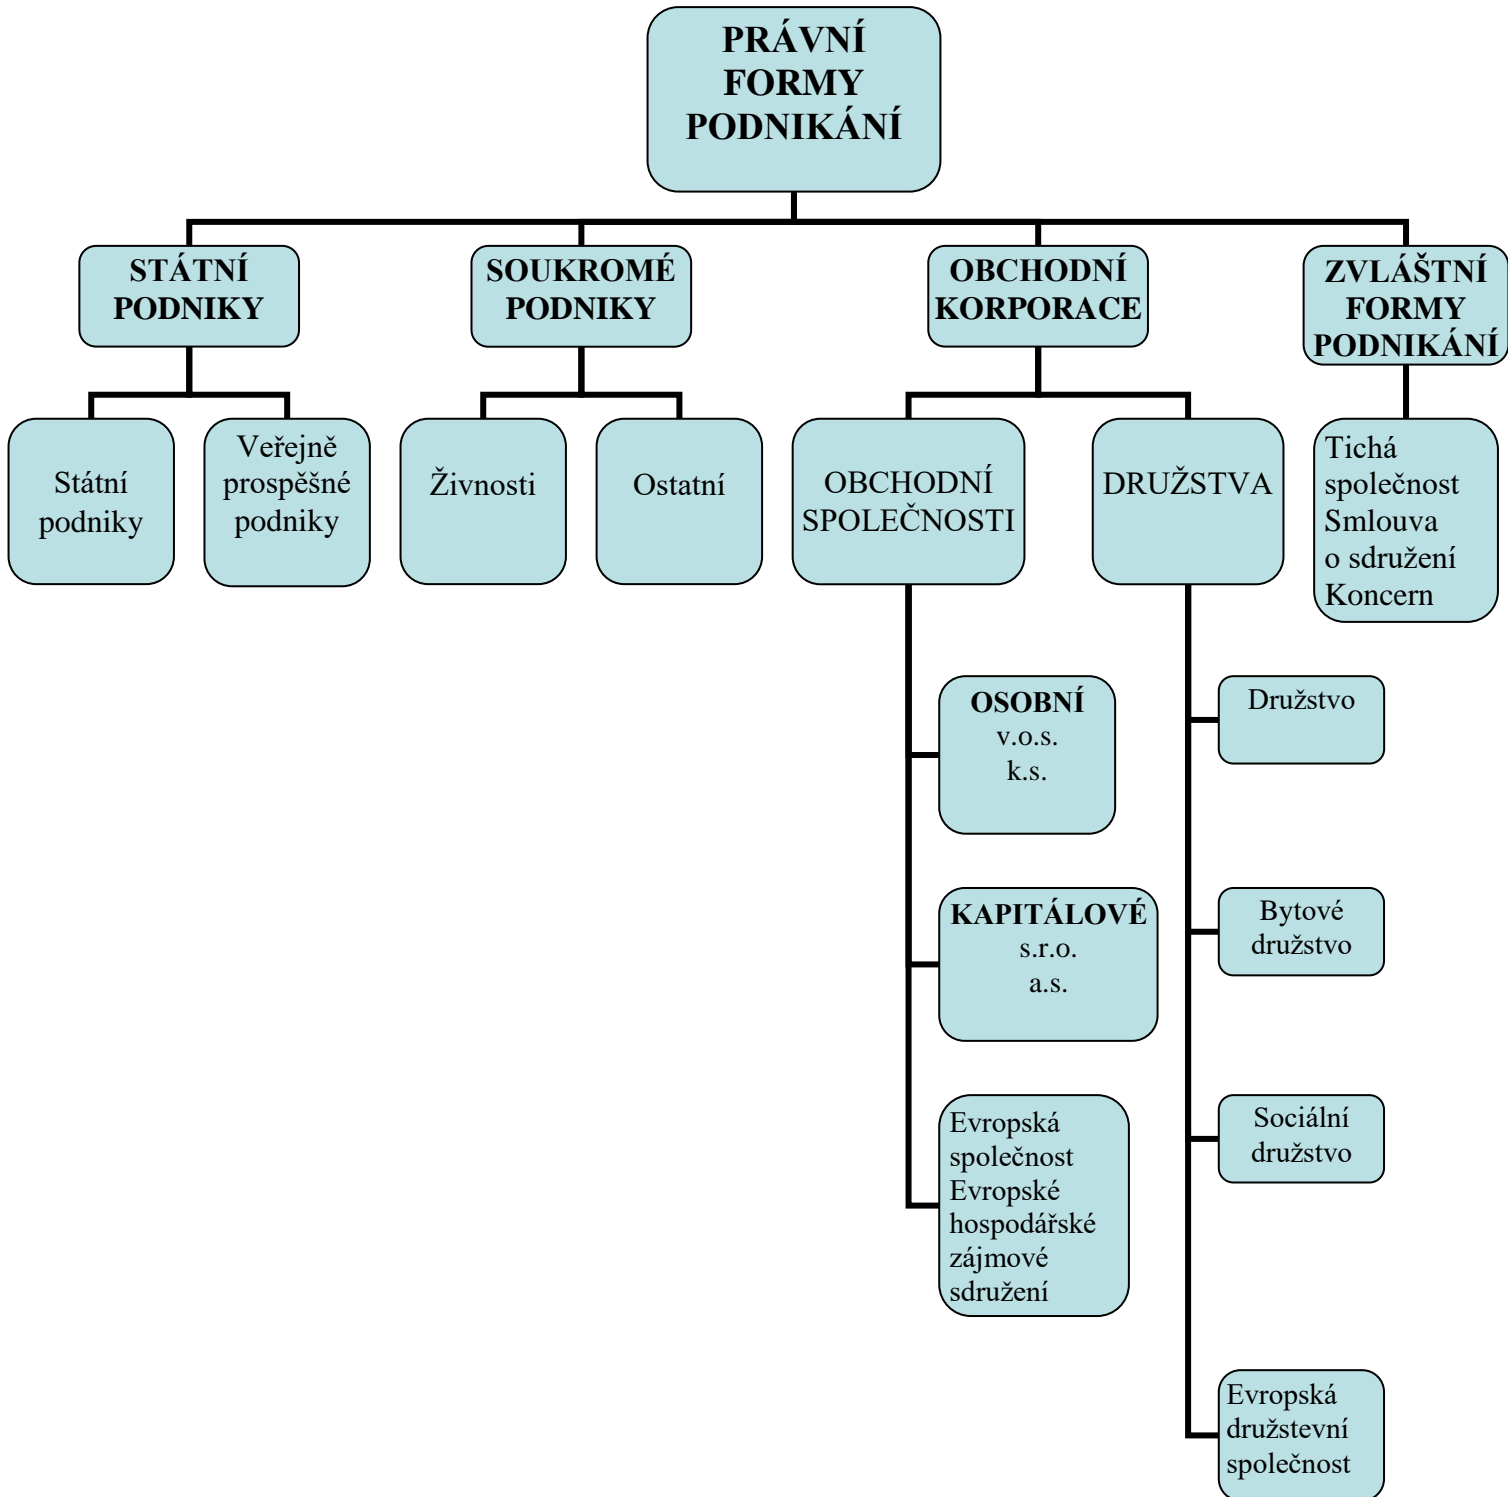 PRÁVNÍ
FORMY
PODNIKÁNÍ
STÁTNÍ
PODNIKY
SOUKROMÉ
PODNIKY
OBCHODNÍ
KORPORACE
ZVLÁŠTNÍ
FORMY
PODNIKÁNÍ
Státní
podniky
Veřejně
prospěšné
podniky
Živnosti
Ostatní
OBCHODNÍ
SPOLEČNOSTI
DRUŽSTVA
Tichá
společnost
Smlouva
o sdružení
Koncern
OSOBNÍ
v.o.s.
k.s.
KAPITÁLOVÉ
s.r.o.
a.s.
Evropská
společnost
Evropské
hospodářské
zájmové
sdružení
Družstvo
Bytové
družstvo
Sociální
družstvo
Evropská
družstevní
společnost